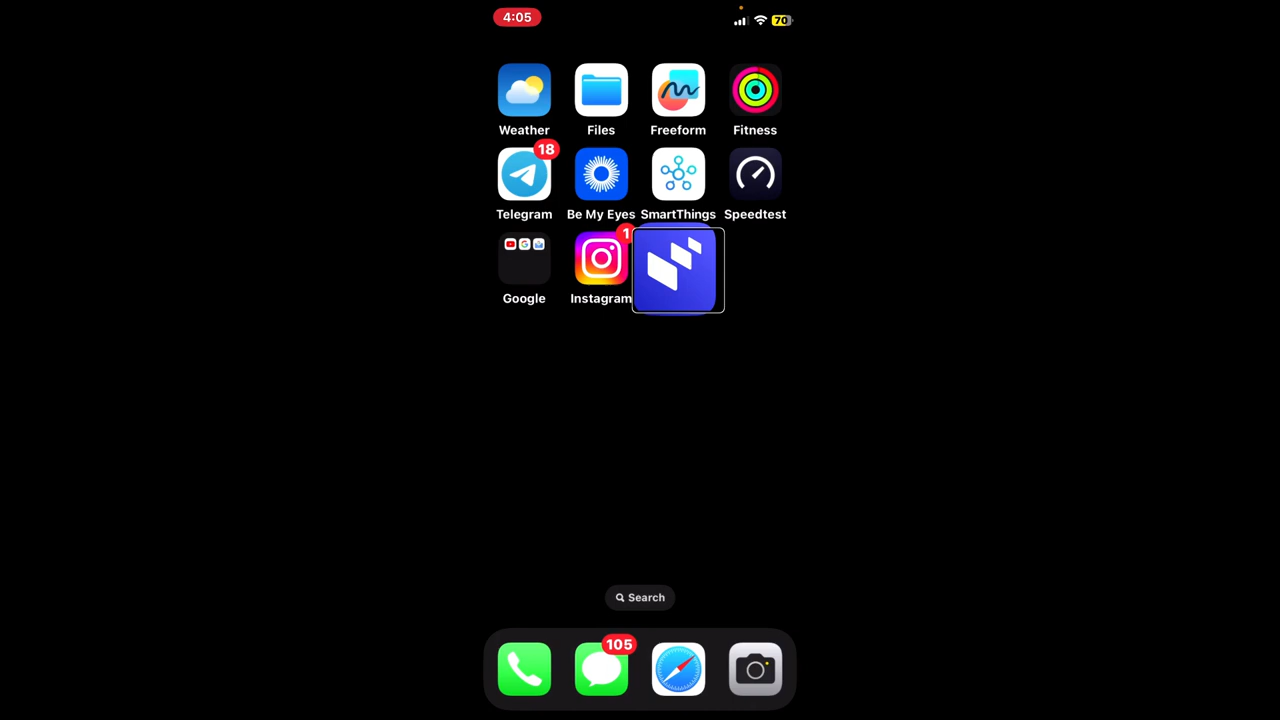 4:05
70
Weather Files Freeform Fitness
18
Telegram Be My Eyes SmartThings Speedtest
1
Google Instagram
Search
105